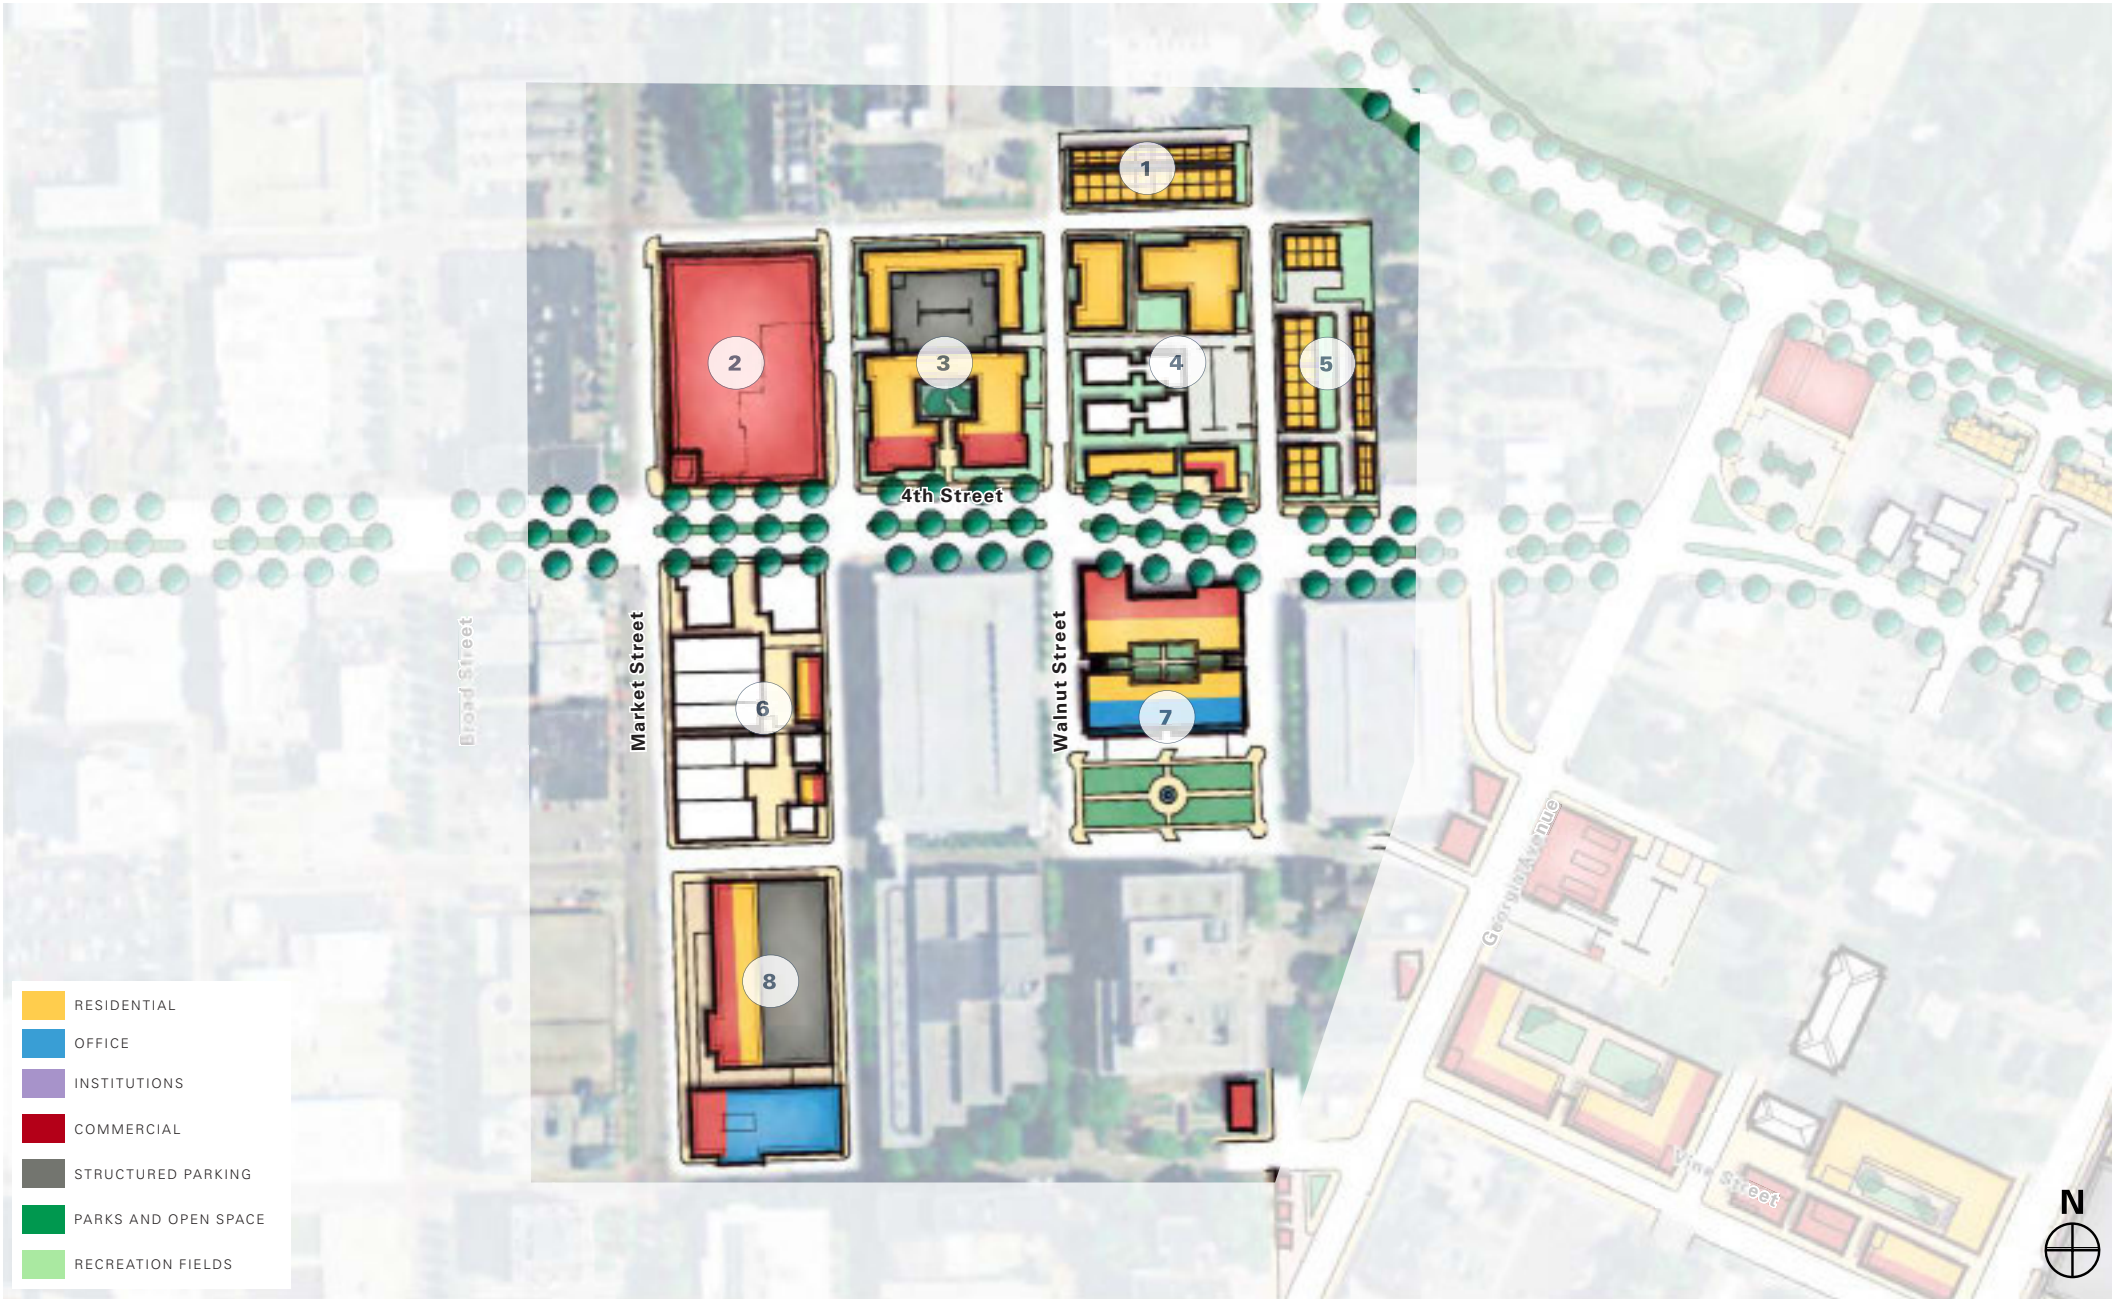 1
2
3
4
5
4th Street
Broad Street
Market Street
Walnut Street
6
7
Georgia Avenue
8
Vine Street
RESIDENTIAL
OFFICE
INSTITUTIONS
COMMERCIAL
STRUCTURED PARKING
PARKS AND OPEN SPACE
RECREATION FIELDS
N